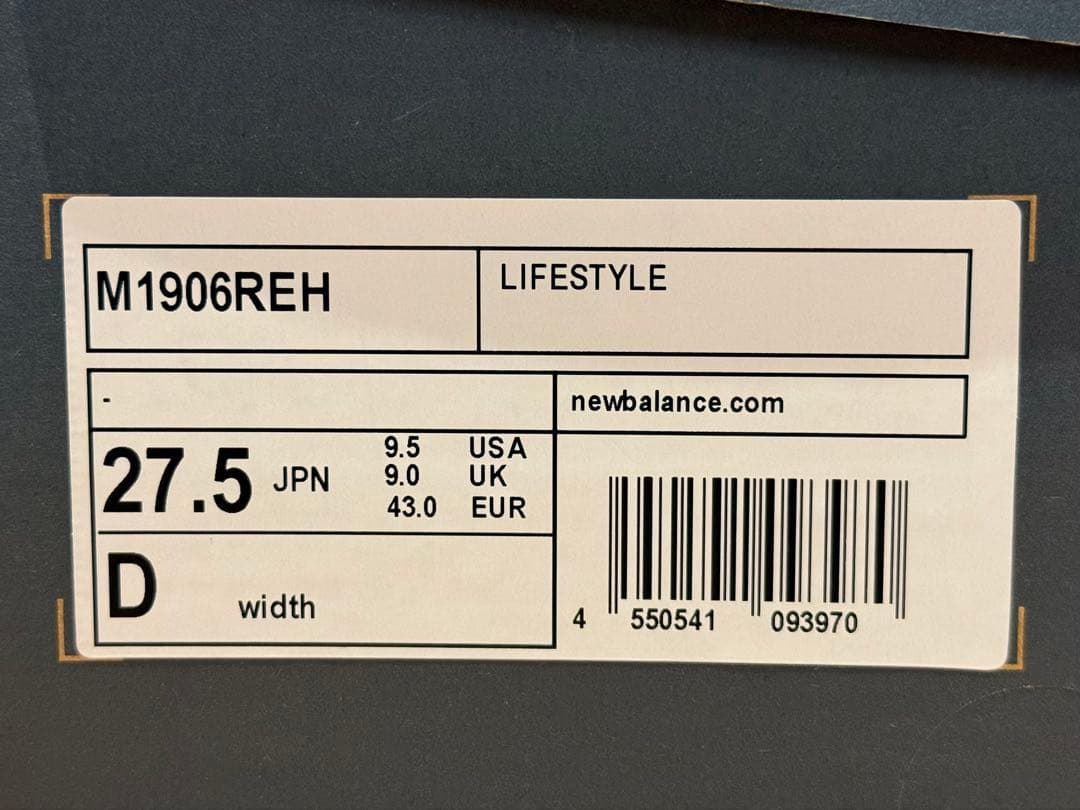 M1906REH
LIFESTYLE
-
newbalance.com
27.5 JPN
9.5 USA
9.0 UK
43.0 EUR
D width
4 550541 093970